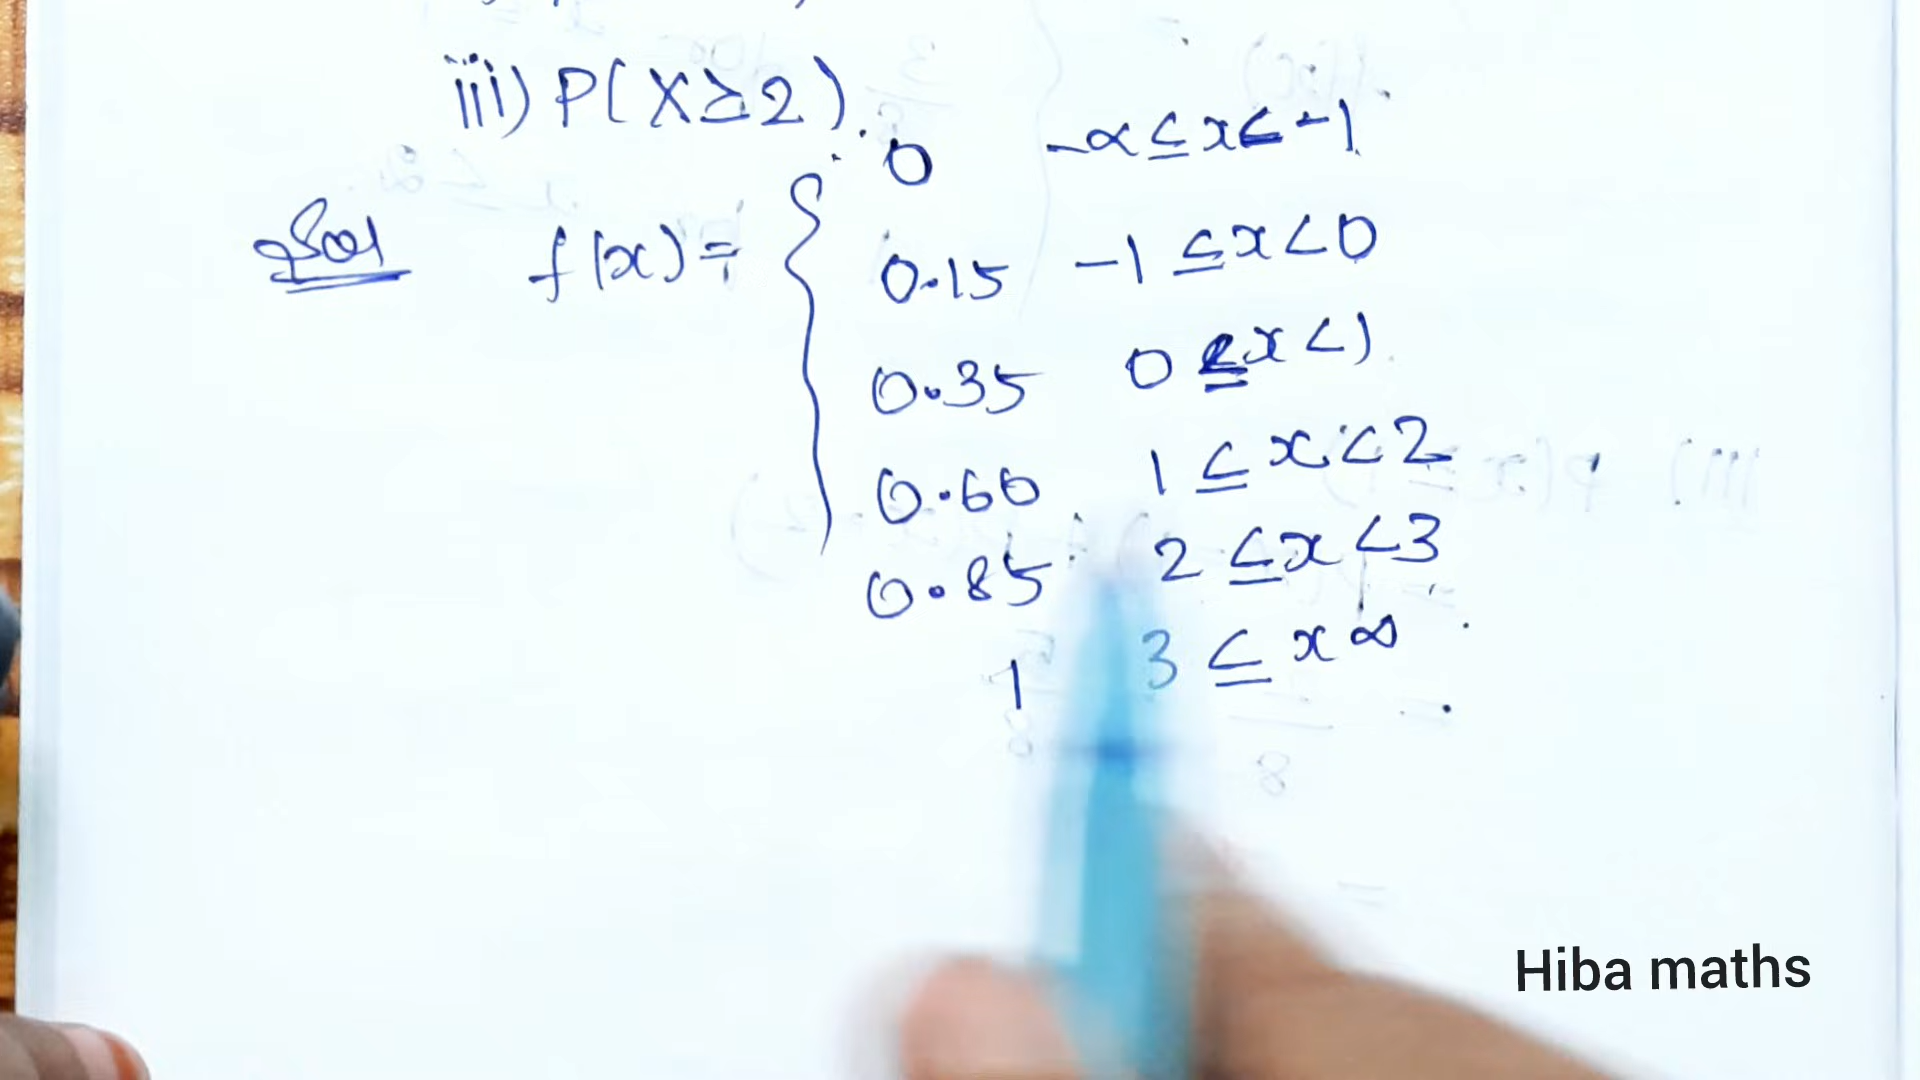 iii) P(X≥2).
0 -∝≤x<-1
Sol f(x)= { 0.15 -1≤x<0
0.35 0≤x<1
0.60 1≤x<2
0.85 2≤x<3
1 3≤x∞
8
Hiba maths